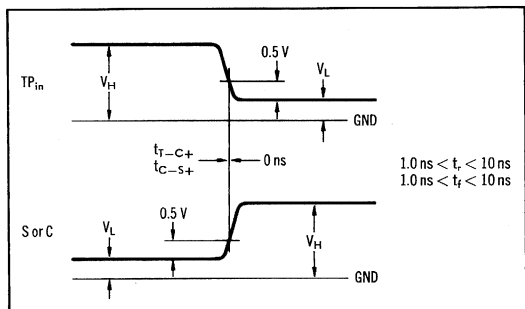 0.5 V
V_L
TP_in
V_H
GND
t_T–C+
t_C–S+
0 ns
1.0 ns < t_r < 10 ns
1.0 ns < t_f < 10 ns
0.5 V
V_L
S or C
V_H
GND